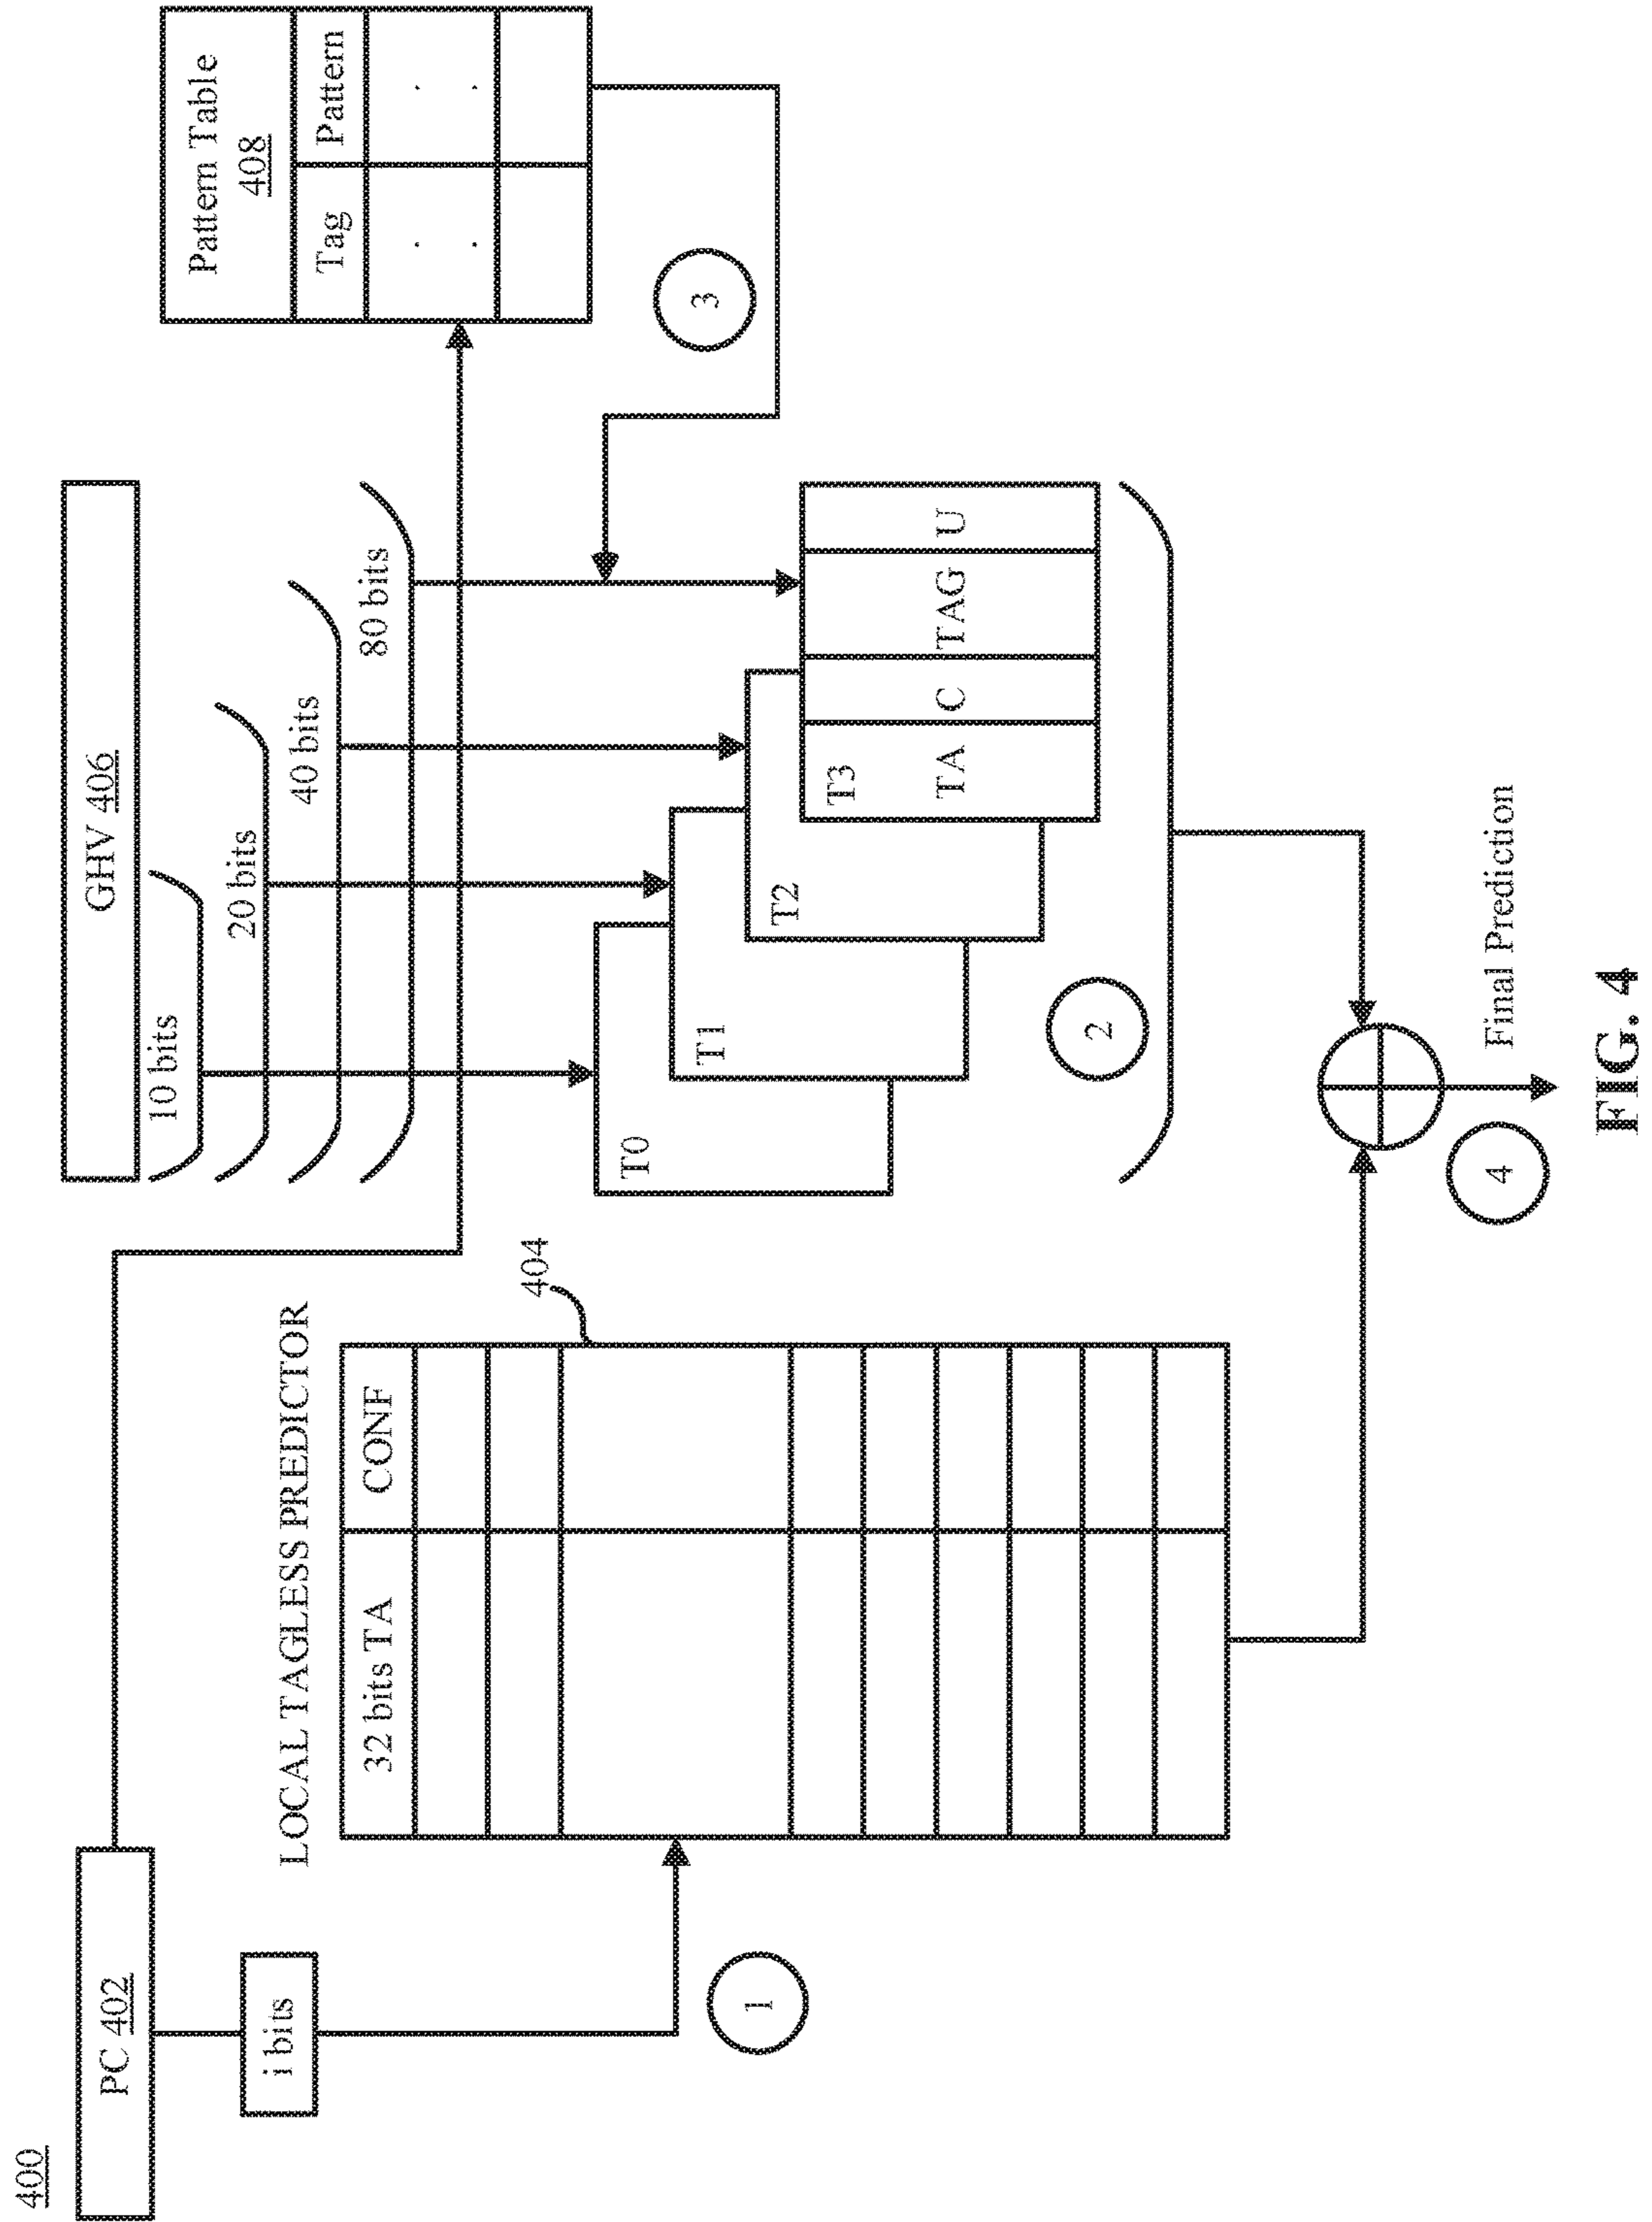 400
PC 402
i bits
1
LOCAL TAGLESS PREDICTOR
32 bits TA CONF
404
GHV 406
10 bits
20 bits
40 bits
80 bits
T0
T1
T2
T3
TA C TAG U
2
Pattern Table
408
Tag Pattern
. .
. .
3
4
Final Prediction
FIG. 4